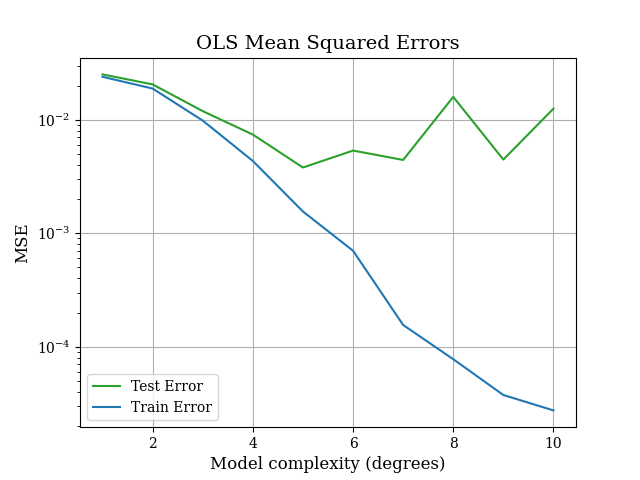 OLS Mean Squared Errors
MSE
10⁻²
10⁻³
10⁻⁴
Test Error
Train Error
2 4 6 8 10
Model complexity (degrees)